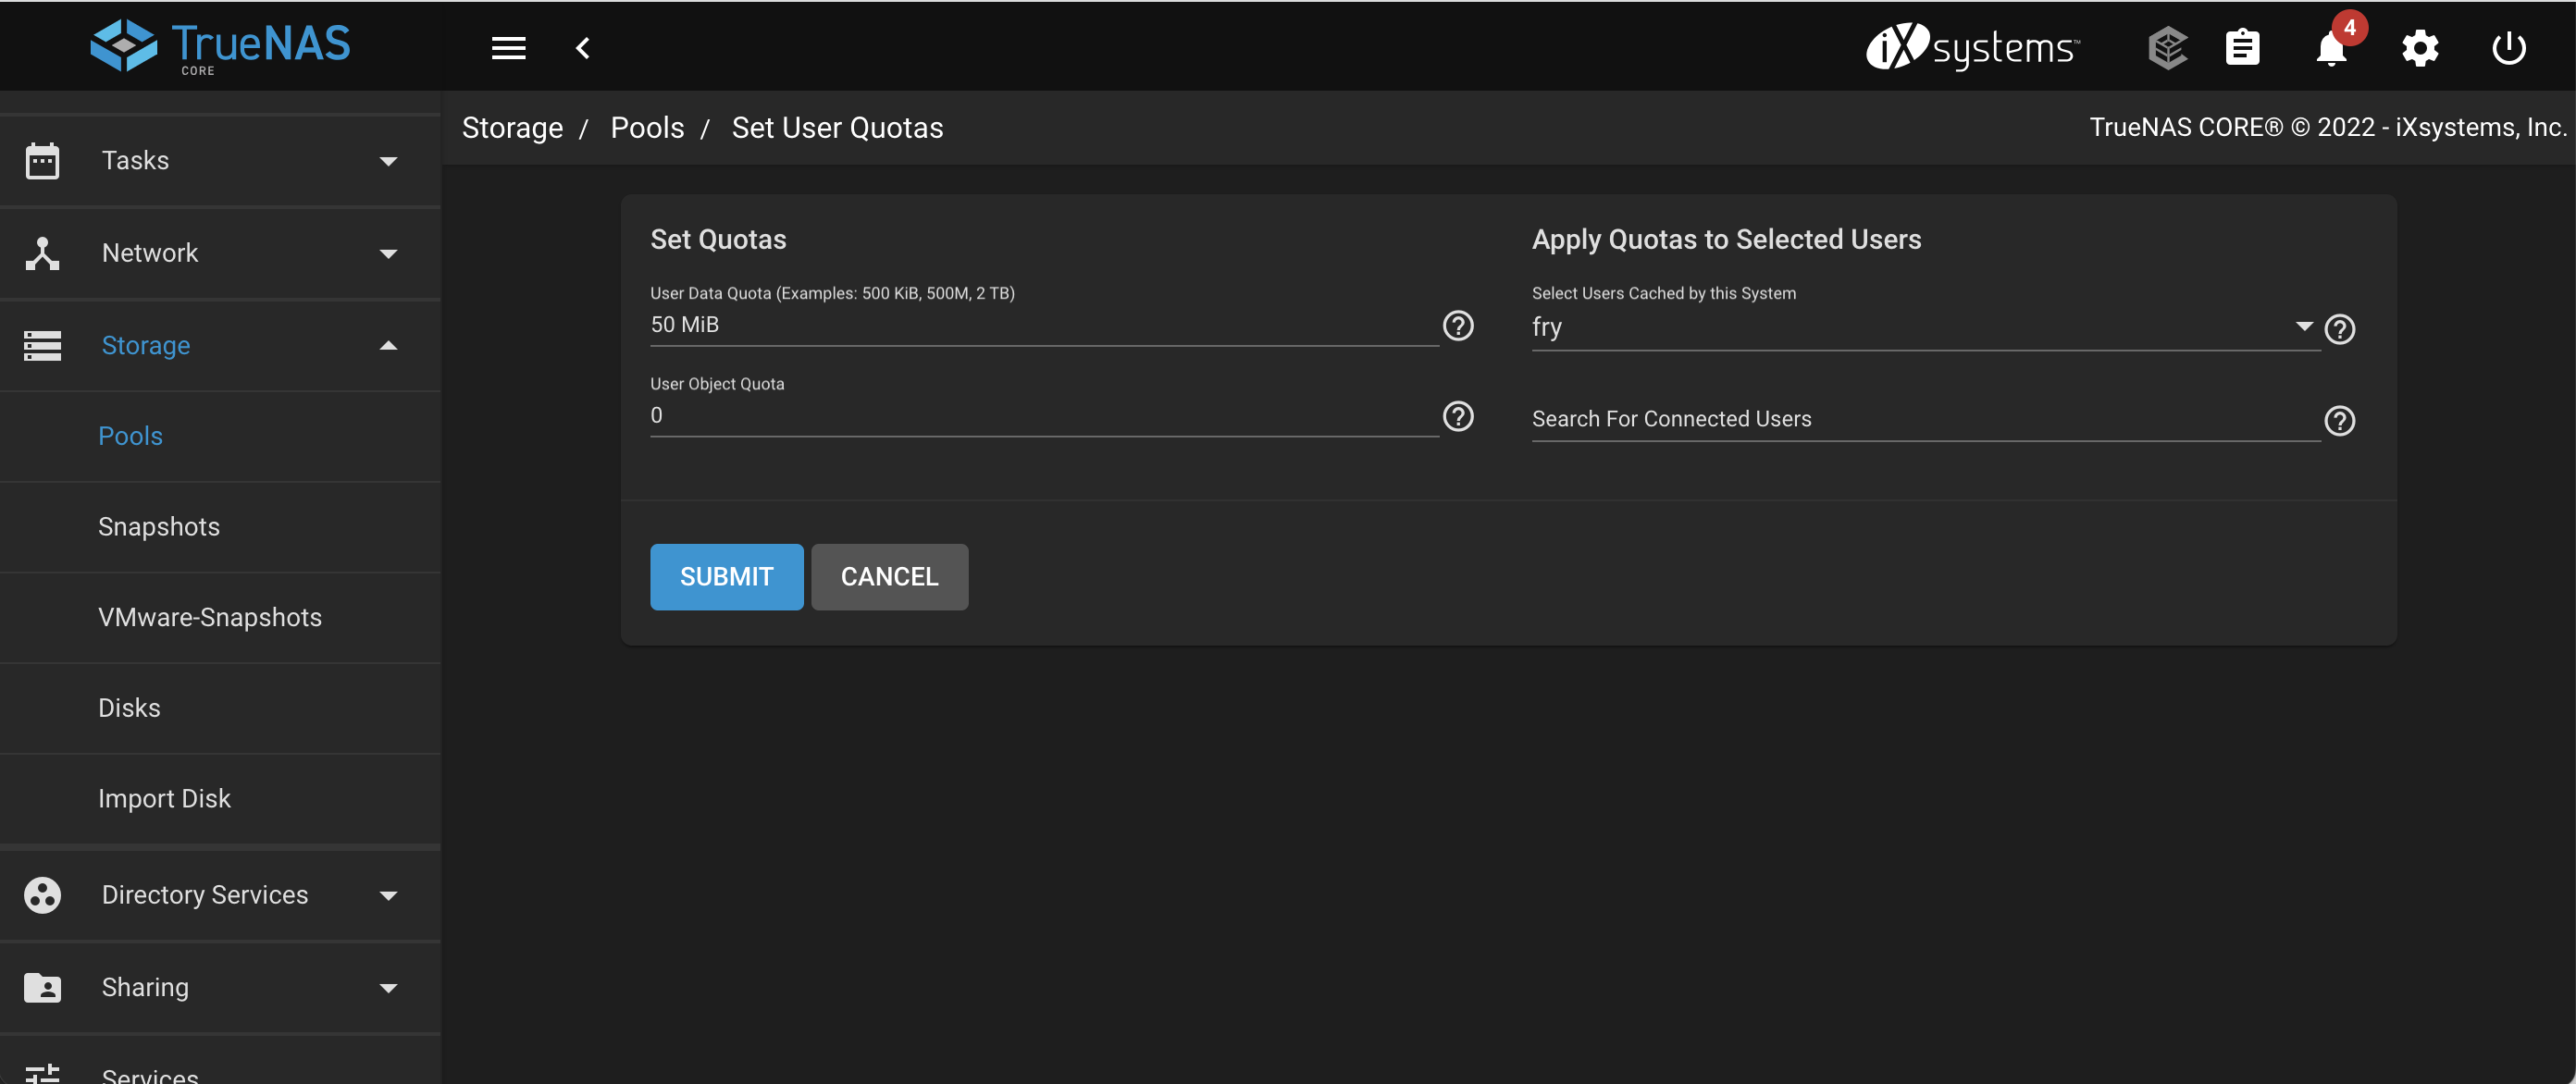 TrueNAS
CORE
iXsystems™
4
Storage / Pools / Set User Quotas
TrueNAS CORE® © 2022 - iXsystems, Inc.
Tasks
Network
Storage
Pools
Snapshots
VMware-Snapshots
Disks
Import Disk
Directory Services
Sharing
Services
Set Quotas
User Data Quota (Examples: 500 KiB, 500M, 2 TB)
50 MiB
User Object Quota
0
Apply Quotas to Selected Users
Select Users Cached by this System
fry
Search For Connected Users
SUBMIT
CANCEL